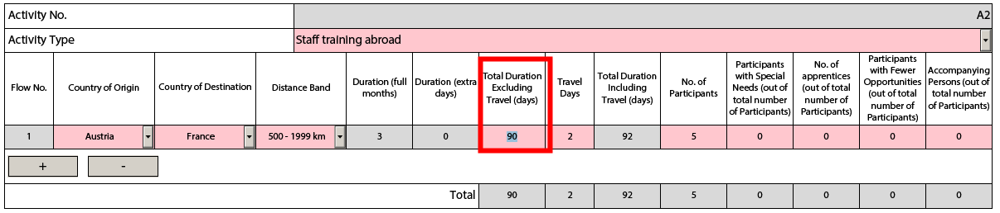 Activity No. A2
Activity Type Staff training abroad
Flow No. Country of Origin Country of Destination Distance Band Duration (full months) Duration (extra days) Total Duration Excluding Travel (days) Travel Days Total Duration Including Travel (days) No. of Participants Participants with Special Needs (out of total number of Participants) No. of apprentices (out of total number of Participants) Participants with Fewer Opportunities (out of total number of Participants) Accompanying Persons (out of total number of Participants)
1 Austria France 500 - 1999 km 3 0 90 2 92 5 0 0 0 0
+ -
Total 90 2 92 5 0 0 0 0